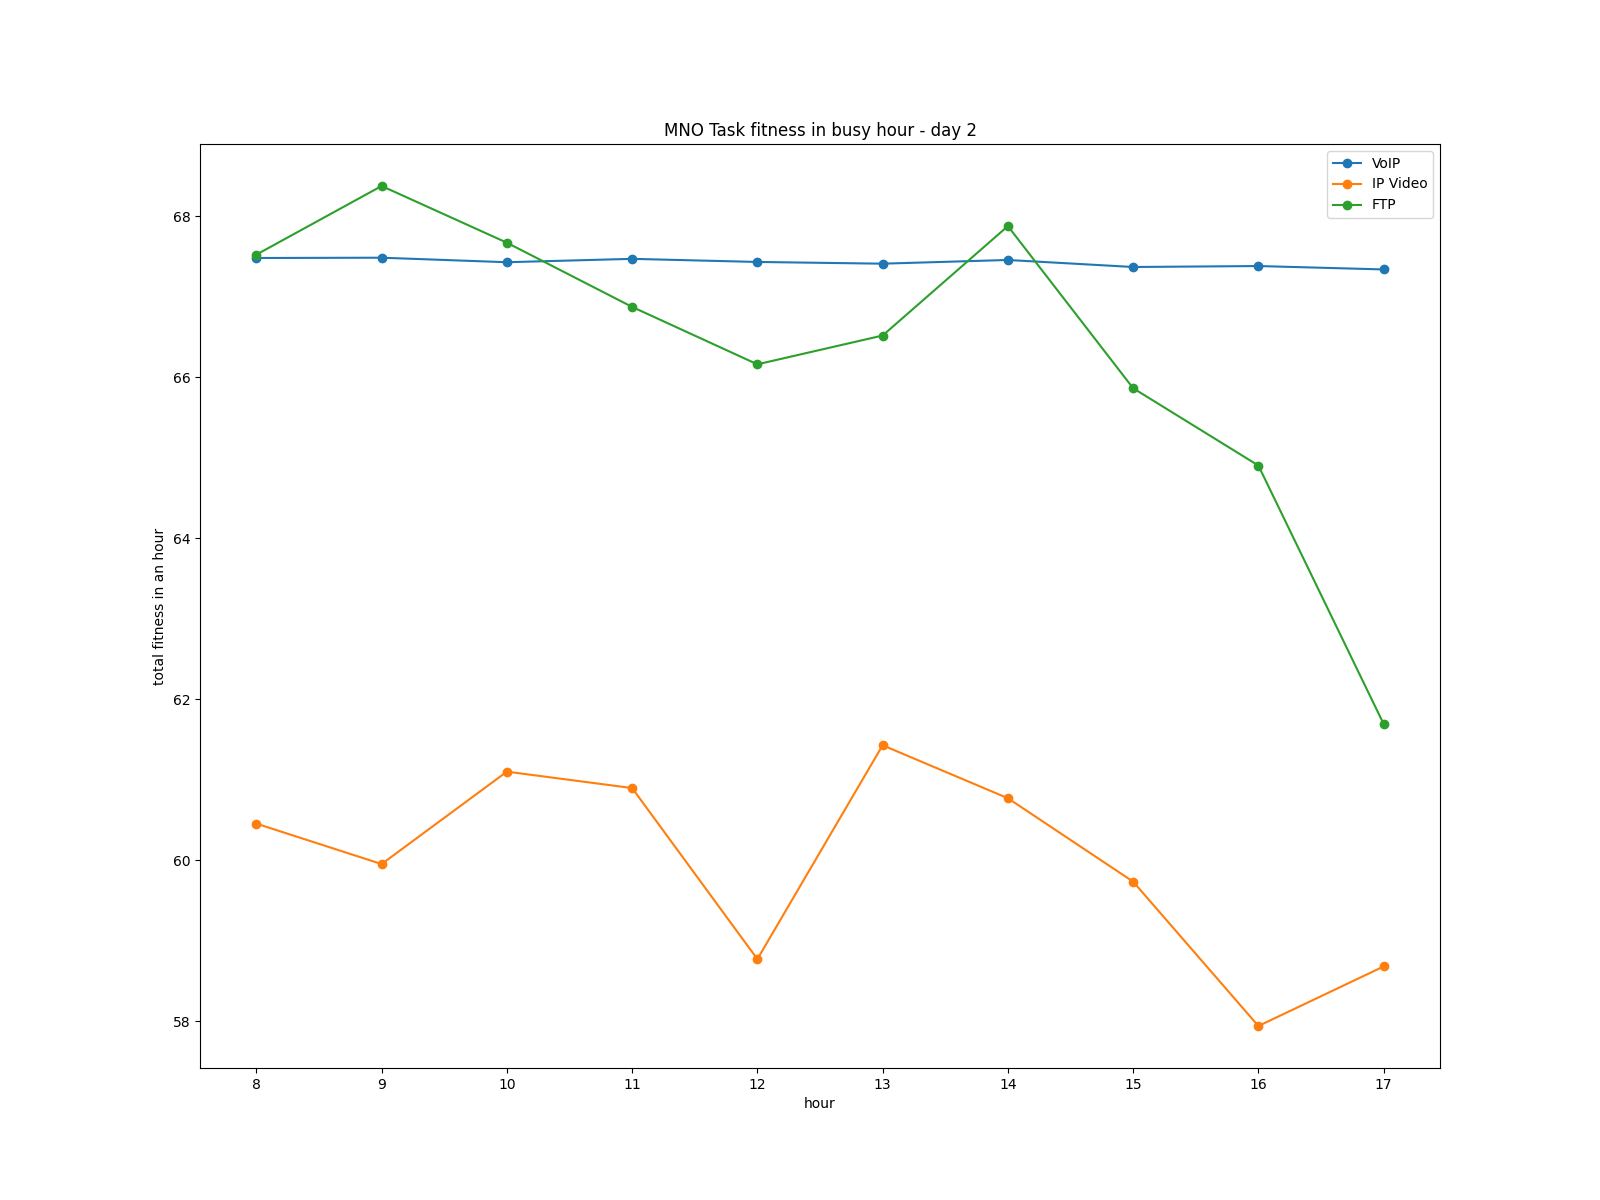 MNO Task fitness in busy hour - day 2
VoIP
IP Video
FTP
68
66
64
62
60
58
total fitness in an hour
8 9 10 11 12 13 14 15 16 17
hour